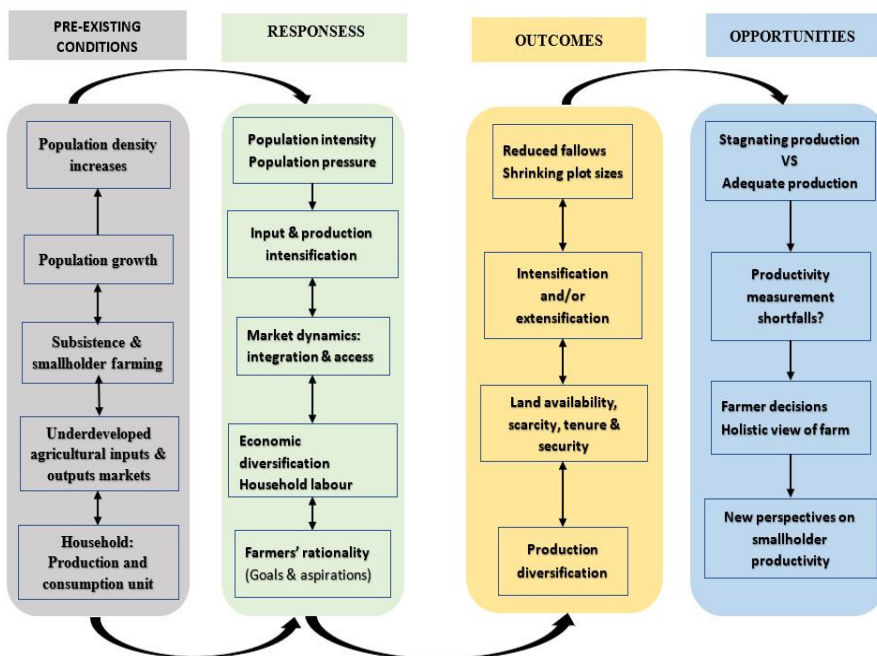 PRE-EXISTING
CONDITIONS
RESPONSESS
OUTCOMES
OPPORTUNITIES
Population density
increases
Population growth
Subsistence &
smallholder farming
Underdeveloped
agricultural inputs &
outputs markets
Household:
Production and
consumption unit
Population intensity
Population pressure
Input & production
intensification
Market dynamics:
integration & access
Economic
diversification
Household labour
Farmers’ rationality
(Goals & aspirations)
Reduced fallows
Shrinking plot sizes
Intensification
and/or
extensification
Land availability,
scarcity, tenure &
security
Production
diversification
Stagnating production
VS
Adequate production
Productivity
measurement
shortfalls?
Farmer decisions
Holistic view of farm
New perspectives on
smallholder
productivity